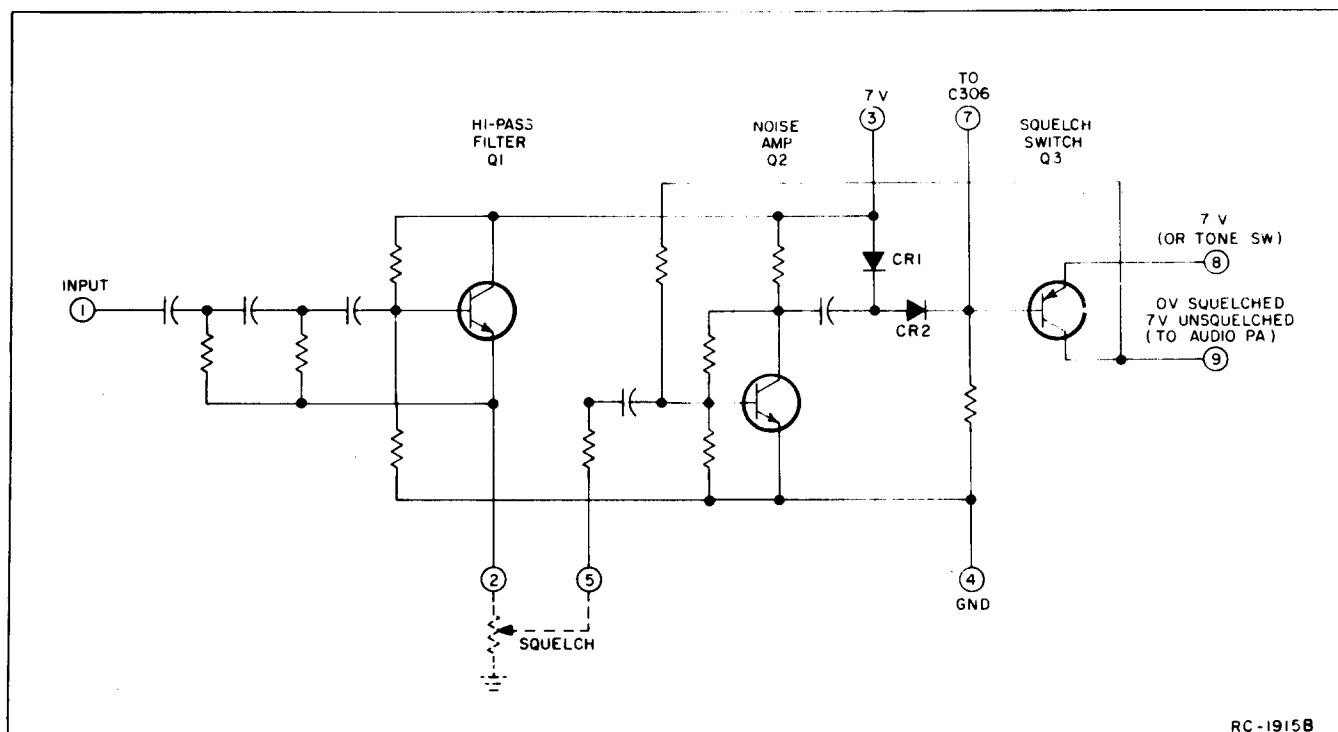 HI-PASS
FILTER
Q1
NOISE
AMP
Q2
7 V
3
TO
C306
7
SQUELCH
SWITCH
Q3
CR1
CR2
7 V
(OR TONE SW)
8
0V SQUELCHED
7V UNSQUELCHED
(TO AUDIO PA)
9
INPUT
1
2
5
4
GND
SQUELCH
RC-1915B